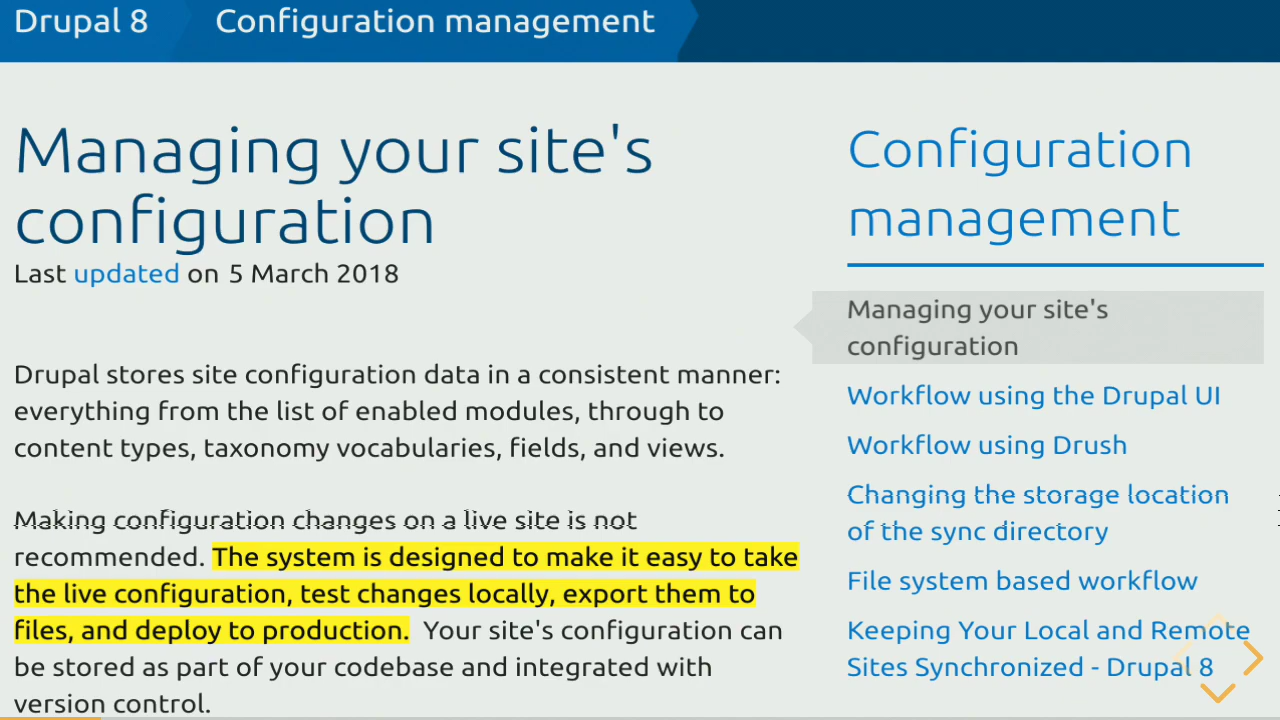 Drupal 8
Configuration management
Managing your site's
configuration
Last updated on 5 March 2018
Drupal stores site configuration data in a consistent manner:
everything from the list of enabled modules, through to
content types, taxonomy vocabularies, fields, and views.
Making configuration changes on a live site is not
recommended. The system is designed to make it easy to take
the live configuration, test changes locally, export them to
files, and deploy to production. Your site's configuration can
be stored as part of your codebase and integrated with
version control.
Configuration
management
Managing your site's
configuration
Workflow using the Drupal UI
Workflow using Drush
Changing the storage location
of the sync directory
File system based workflow
Keeping Your Local and Remote
Sites Synchronized - Drupal 8